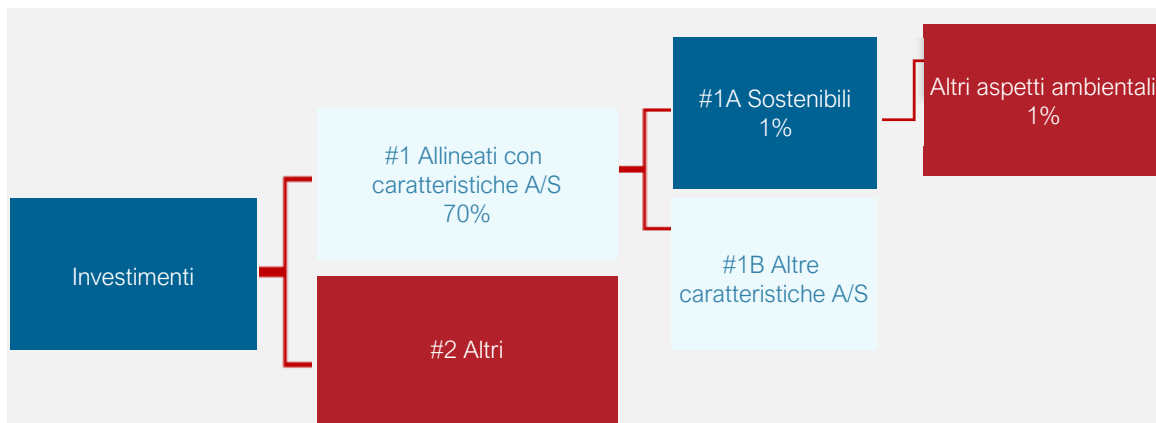 Investimenti
#1 Allineati con
caratteristiche A/S
70%
#2 Altri
#1A Sostenibili
1%
#1B Altre
caratteristiche A/S
Altri aspetti ambientali
1%